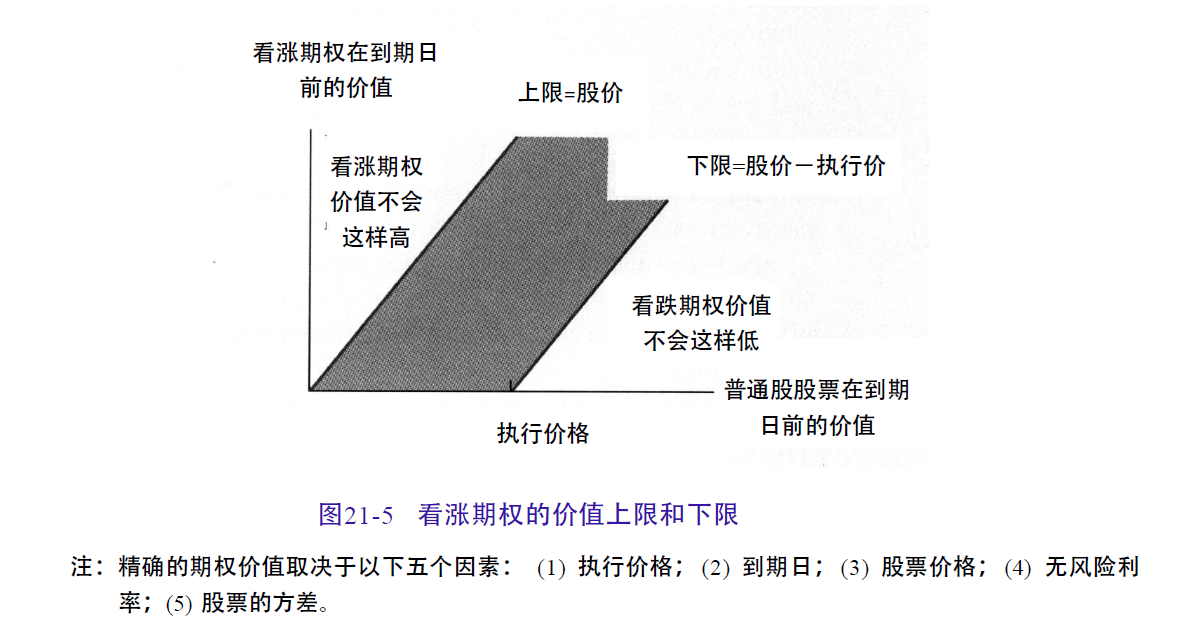 看涨期权在到期日
前的价值
上限=股价
看涨期权
价值不会
这样高
下限=股价－执行价
看跌期权价值
不会这样低
普通股股票在到期
日前的价值
执行价格
图21-5 看涨期权的价值上限和下限
注：精确的期权价值取决于以下五个因素：(1) 执行价格；(2) 到期日；(3) 股票价格；(4) 无风险利
率；(5) 股票的方差。